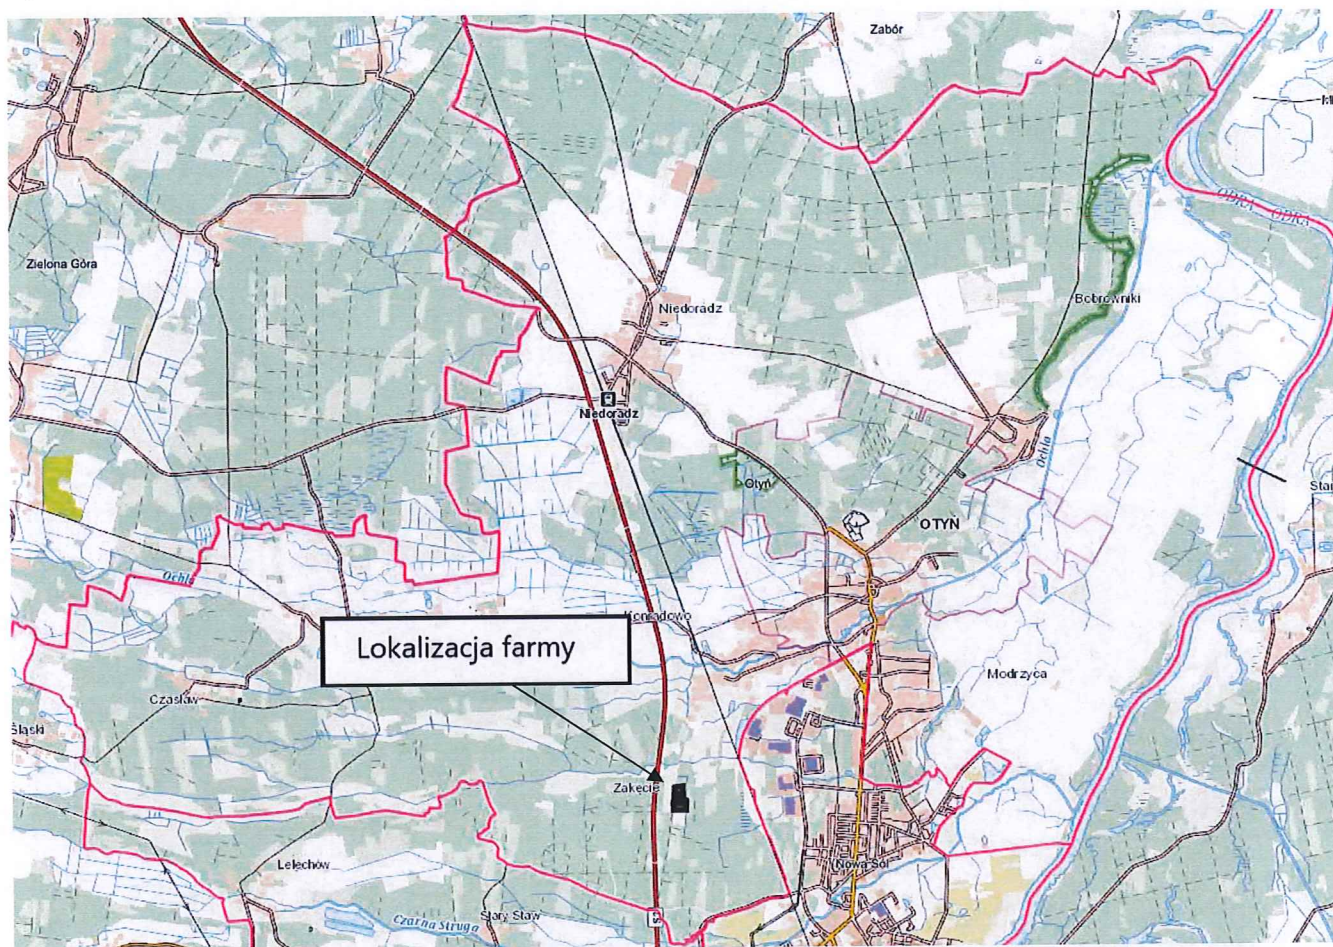 Zabór
ODRA
ODRA
Zielona Góra
Bobrowniki
Niedoradz
Niedoradz
Ochla
Otyń
OTYŃ
Ochla
Konradowo
Lokalizacja farmy
Modrzyca
Czasław
Śląski
Zakęcie
Nowa Sól
Lelechów
Stary Staw
Czarna Struga
S3